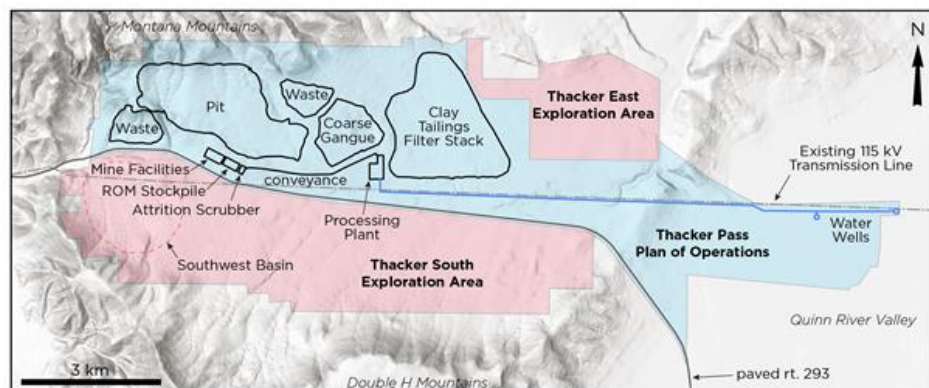 Montana Mountains
N
Waste
Pit
Waste
Coarse
Gangue
Clay
Tailings
Filter Stack
Thacker East
Exploration Area
Existing 115 kV
Transmission Line
Mine Facilities
ROM Stockpile
Attrition Scrubber
conveyance
Processing
Plant
Southwest Basin
Thacker South
Exploration Area
Thacker Pass
Plan of Operations
Water
Wells
Quinn River Valley
3 km
Double H Mountains
paved rt. 293